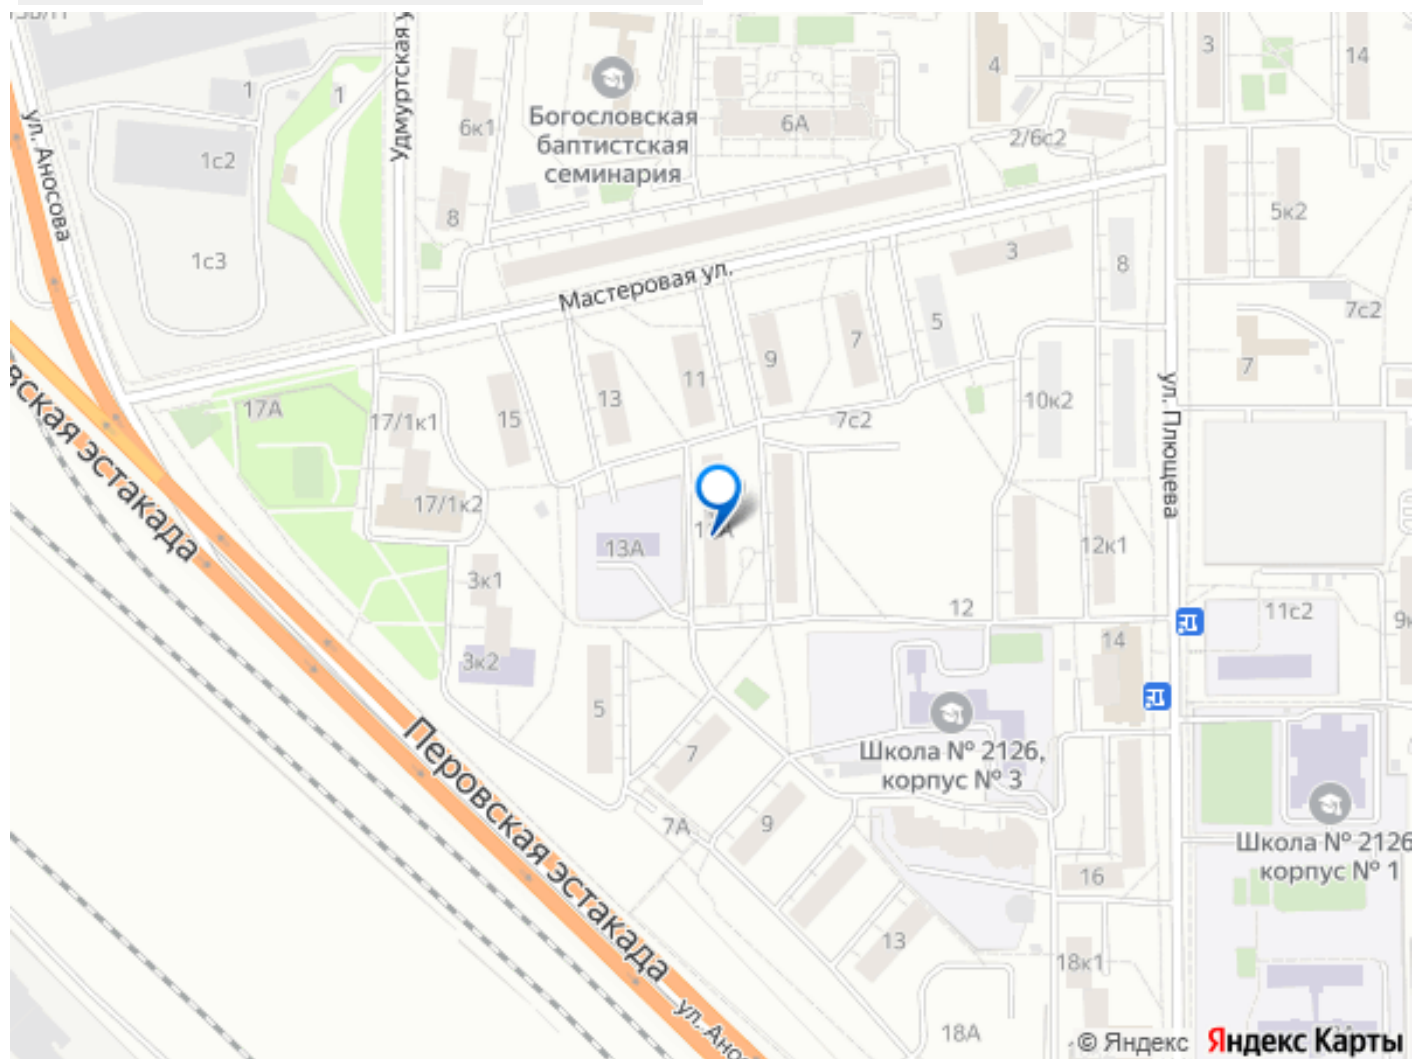 ул. Аносова
1
1
1с2
1с3
Удмуртская у
6к1
8
Богословская
баптистская
семинария
6А
4
2/6с2
3
14
5к2
Мастеровая ул.
3
8
7с2
5
7
9
11
13
15
17А
17/1к1
17/1к2
7с2
10к2
7
ул. Плющева
вская эстакада
13А
3к1
3к2
12
12к1
14
11с2
5
7
Школа № 2126,
корпус № 3
Перовская эстакада
7А
9
Школа № 2126
корпус № 1
16
13
18к1
18А
© Яндекс
Яндекс Карты